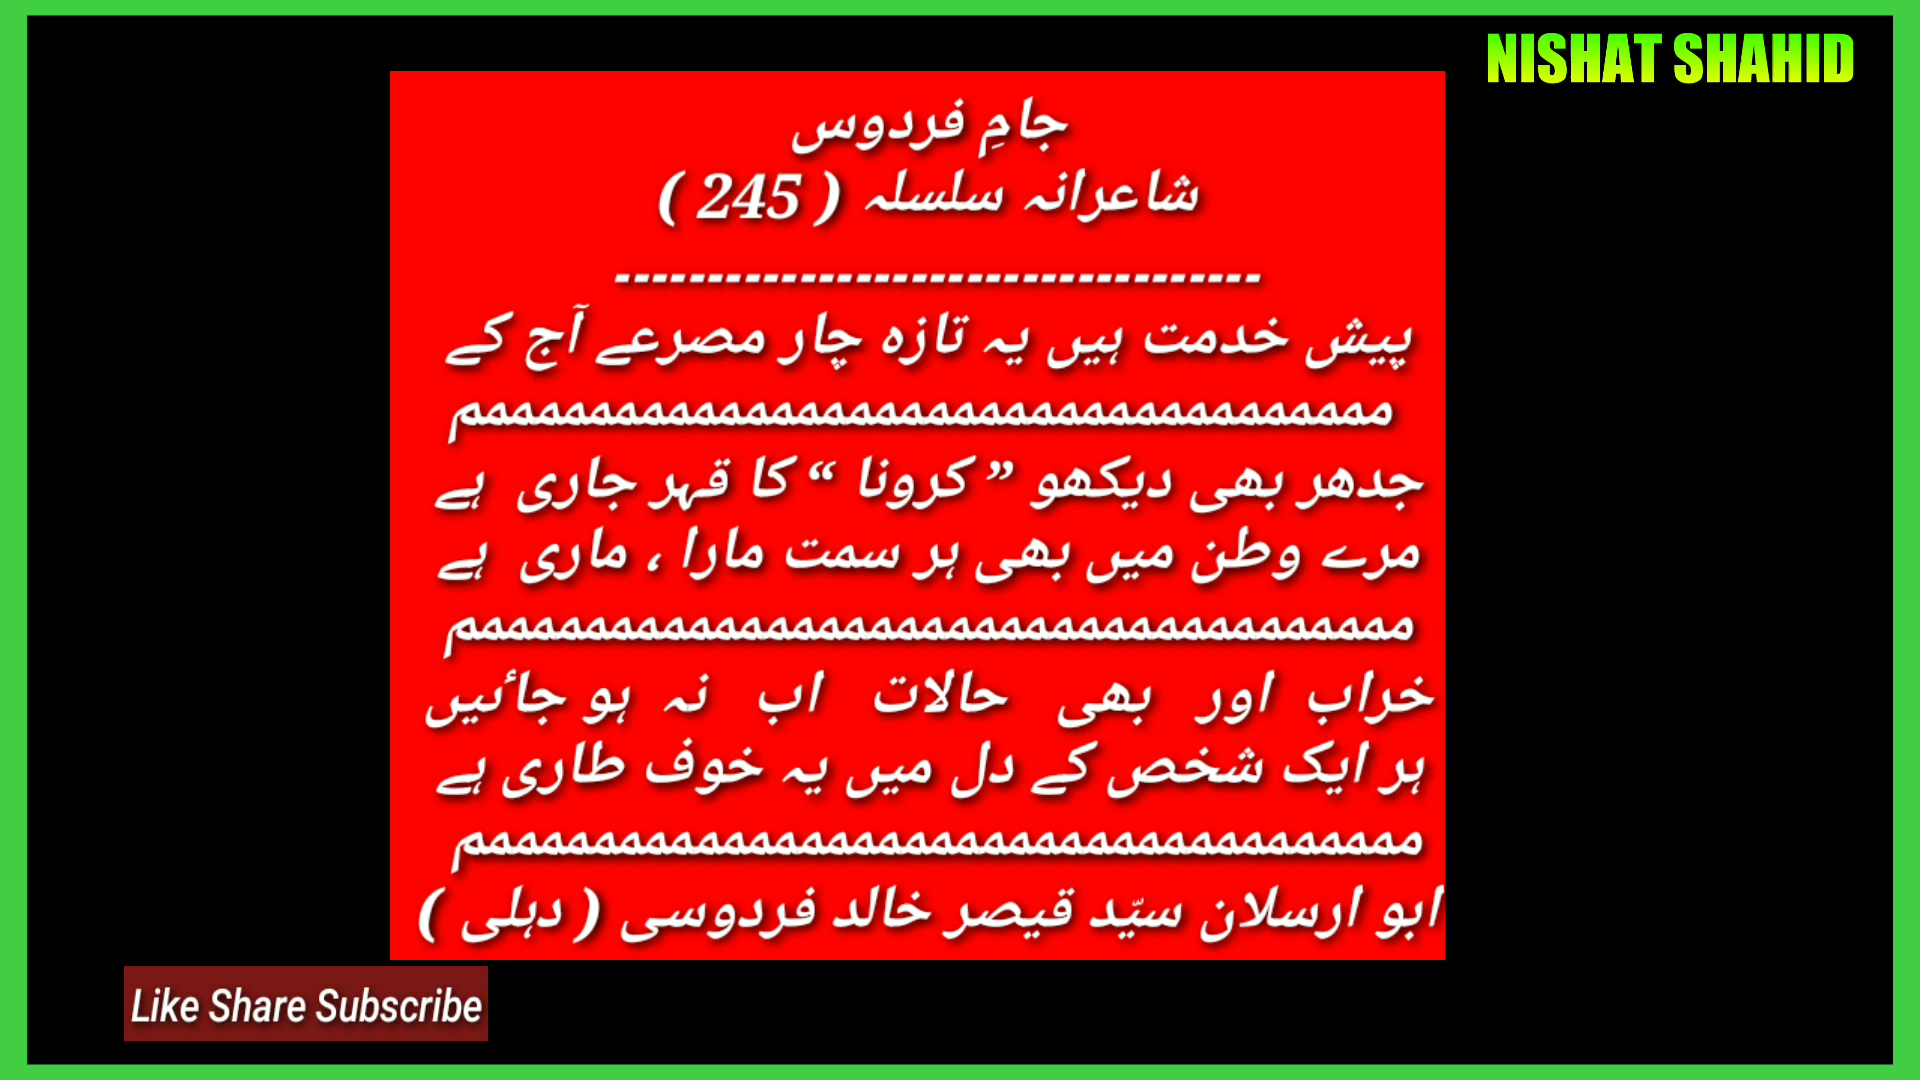 NISHAT SHAHID
جامِ فردوس
شاعرانہ سلسلہ ( 245 )
-----------------------------------
پیش خدمت ہیں یہ تازہ چار مصرعے آج کے
ممممممممممممممممممممممممممممممممممم
جدھر بھی دیکھو ” کرونا “ کا قہر جاری ہے
مرے وطن میں بھی ہر سمت مارا ، ماری ہے
مممممممممممممممممممممممممممممممممممم
خراب اور بھی حالات اب نہ ہو جائیں
ہر ایک شخص کے دل میں یہ خوف طاری ہے
مممممممممممممممممممممممممممممممممممم
ابو ارسلان سیّد قیصر خالد فردوسی ( دہلی )
Like Share Subscribe